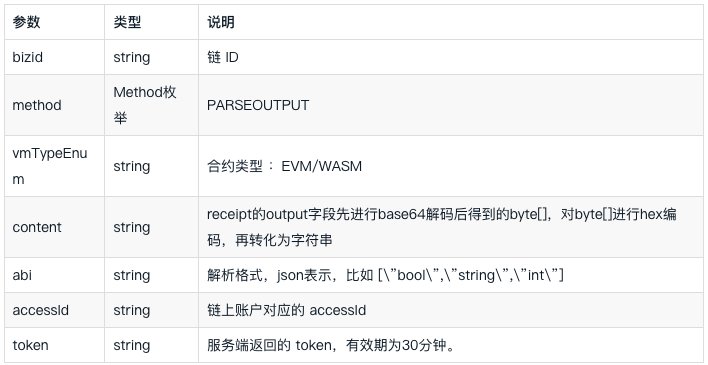 参数 类型 说明
bizid string 链 ID
method Method枚举 PARSEOUTPUT
vmTypeEnum string 合约类型 ：EVM/WASM
content string receipt的output字段先进行base64解码后得到的byte[]，对byte[]进行hex编码，再转化为字符串
abi string 解析格式，json表示，比如 [\”bool\”,\”string\”,\”int\”]
accessId string 链上账户对应的 accessId
token string 服务端返回的 token，有效期为30分钟。